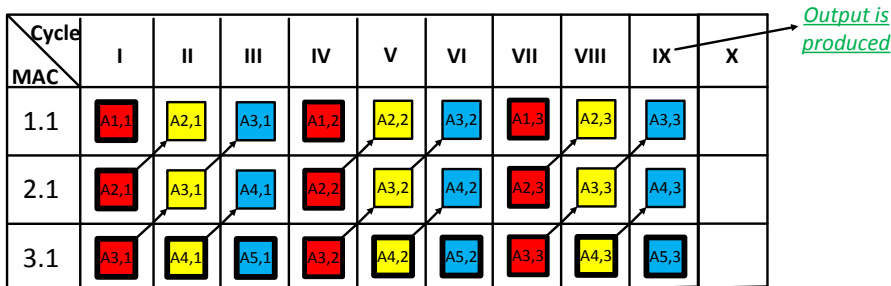 Output is
produced
Cycle
MAC
I II III IV V VI VII VIII IX X
1.1 A1,1 A2,1 A3,1 A1,2 A2,2 A3,2 A1,3 A2,3 A3,3
2.1 A2,1 A3,1 A4,1 A2,2 A3,2 A4,2 A2,3 A3,3 A4,3
3.1 A3,1 A4,1 A5,1 A3,2 A4,2 A5,2 A3,3 A4,3 A5,3